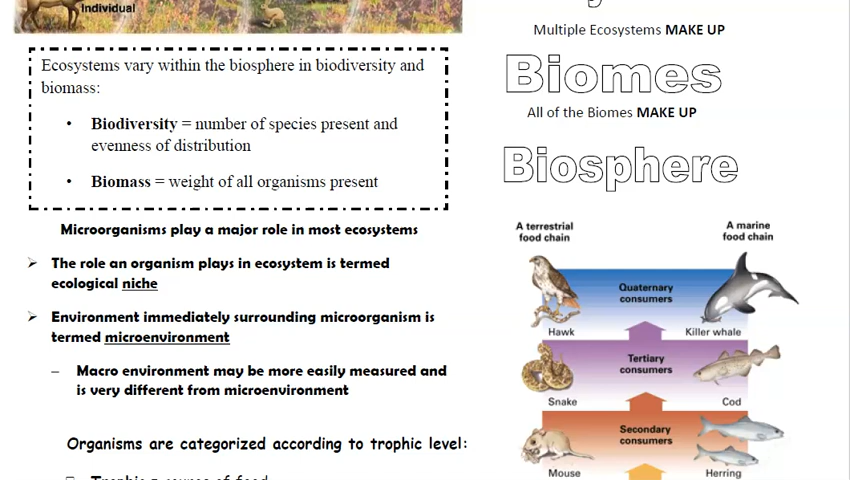 Individual
Ecosystems vary within the biosphere in biodiversity and
biomass:
• Biodiversity = number of species present and
evenness of distribution
• Biomass = weight of all organisms present
Microorganisms play a major role in most ecosystems
➢ The role an organism plays in ecosystem is termed
ecological niche
➢ Environment immediately surrounding microorganism is
termed microenvironment
– Macro environment may be more easily measured and
is very different from microenvironment
Organisms are categorized according to trophic level:
Trophic = source of food
Multiple Ecosystems MAKE UP
Biomes
All of the Biomes MAKE UP
Biosphere
A terrestrial
food chain
A marine
food chain
Quaternary
consumers
Hawk
Killer whale
Tertiary
consumers
Snake
Cod
Secondary
consumers
Mouse
Herring